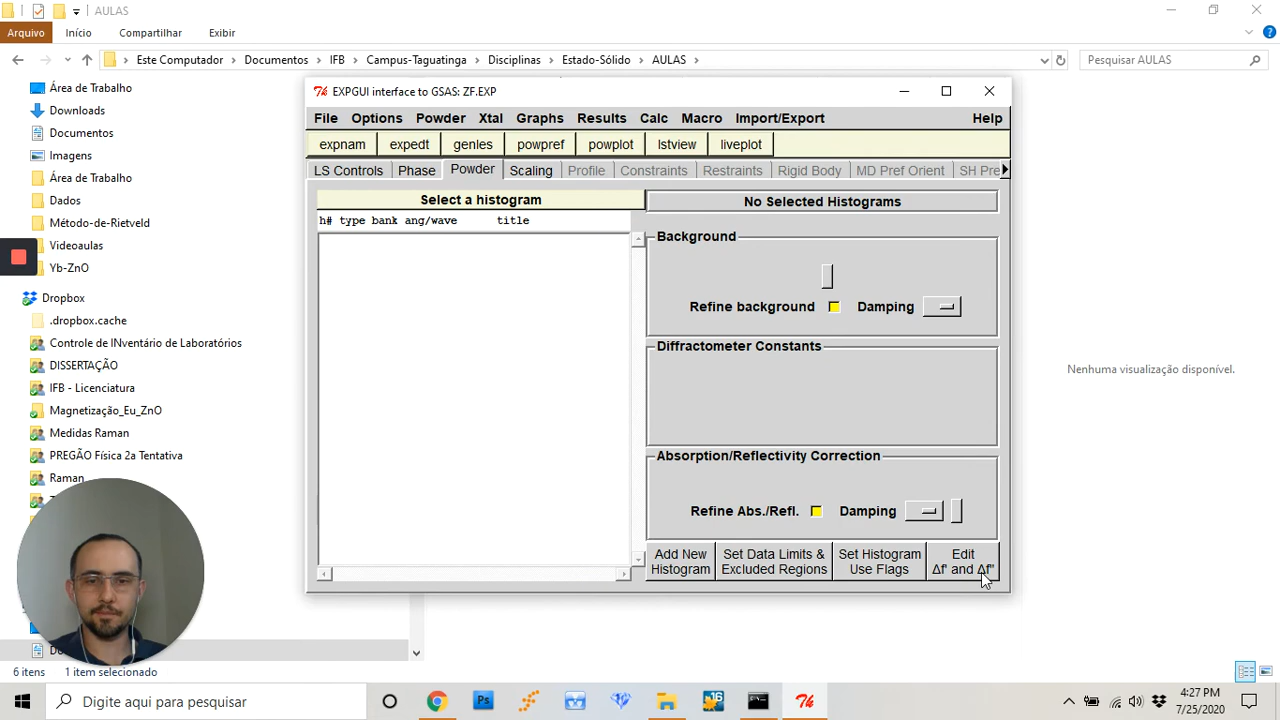 AULAS
Arquivo Início Compartilhar Exibir
Este Computador Documentos IFB Campus-Taguatinga Disciplinas Estado-Sólido AULAS
Pesquisar AULAS
Área de Trabalho
Downloads
Documentos
Imagens
Área de Trabalho
Dados
Método-de-Rietveld
Videoaulas
Yb-ZnO
Dropbox
.dropbox.cache
Controle de INventário de Laboratórios
DISSERTAÇÃO
IFB - Licenciatura
Magnetização_Eu_ZnO
Medidas Raman
PREGÃO Física 2a Tentativa
Raman
EXPGUI interface to GSAS: ZF.EXP
File Options Powder Xtal Graphs Results Calc Macro Import/Export Help
expnam expedt genles powpref powplot lstview liveplot
LS Controls Phase Powder Scaling Profile Constraints Restraints Rigid Body MD Pref Orient SH Pre
Select a histogram
h# type bank ang/wave title
No Selected Histograms
Background
Refine background Damping
Diffractometer Constants
Absorption/Reflectivity Correction
Refine Abs./Refl. Damping
Add New Histogram
Set Data Limits & Excluded Regions
Set Histogram Use Flags
Edit Δf' and Δf"
Nenhuma visualização disponível.
6 itens 1 item selecionado
Digite aqui para pesquisar
4:27 PM
7/25/2020